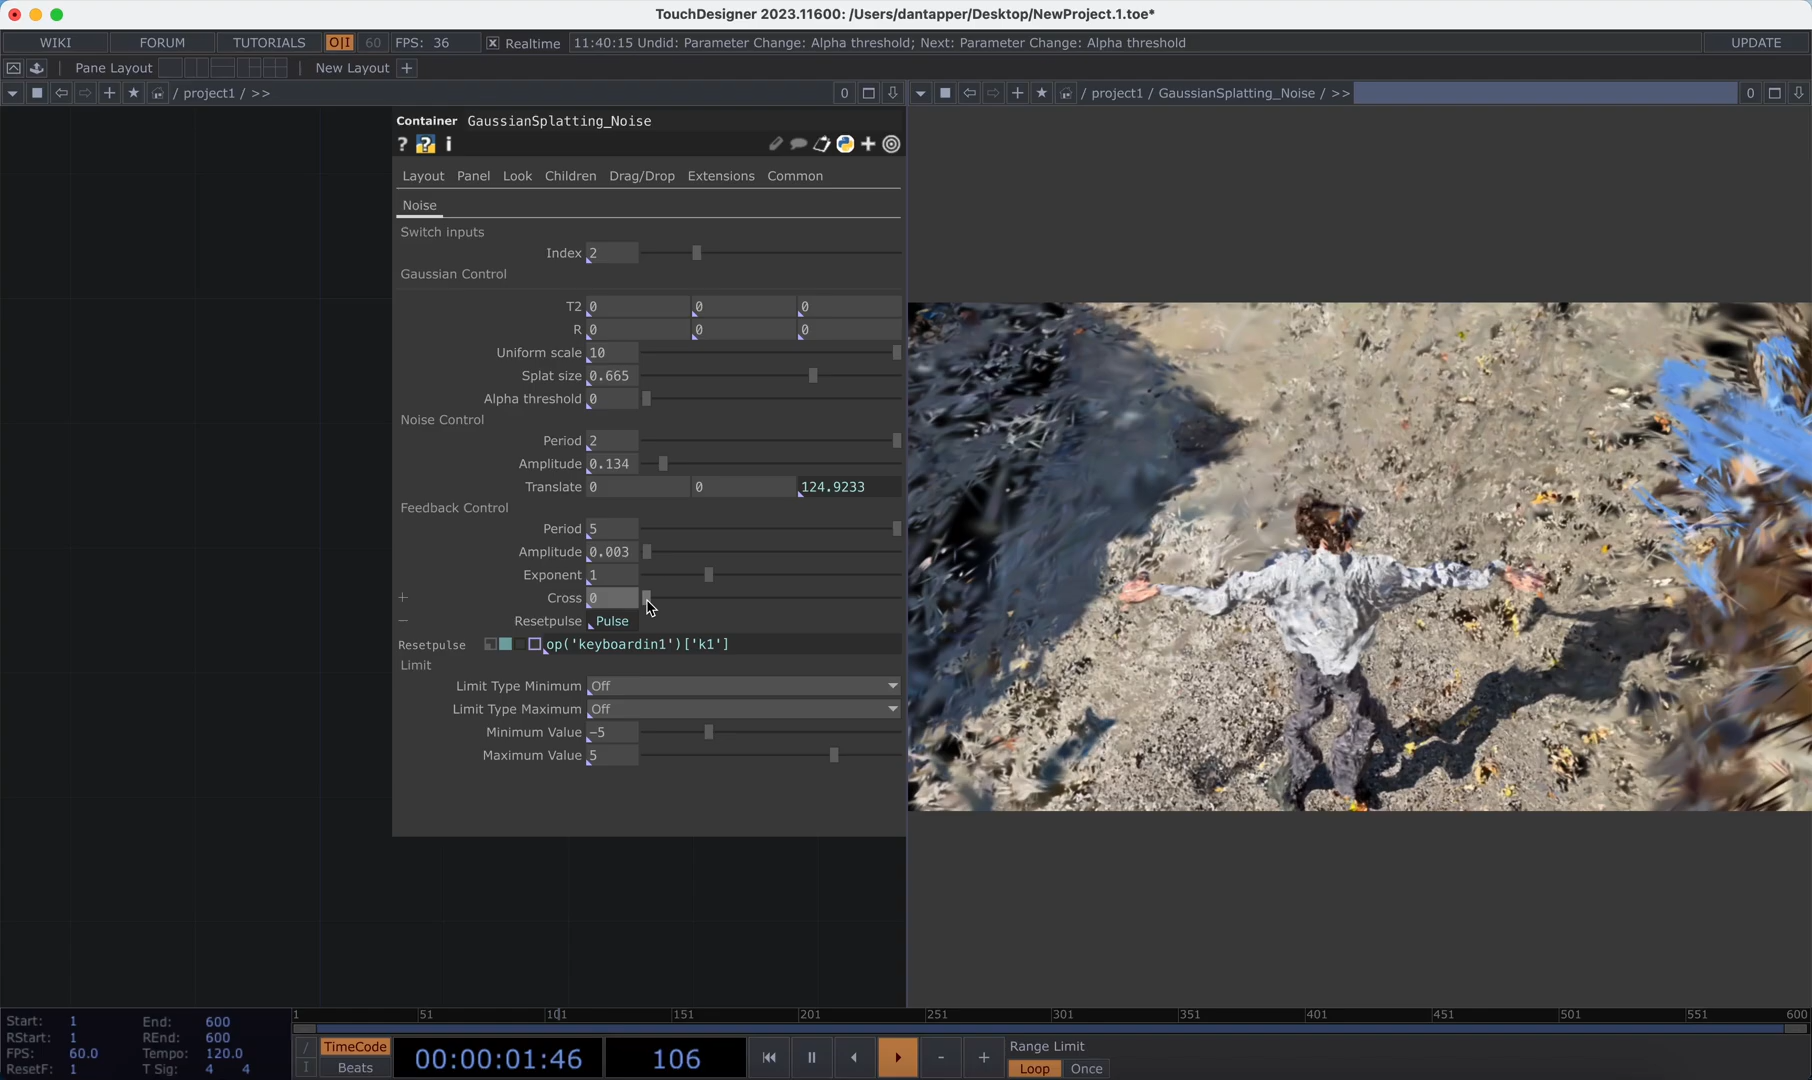 TouchDesigner 2023.11600: /Users/dantapper/Desktop/NewProject.1.toe*
WIKI FORUM TUTORIALS O|I 60 FPS: 36 Realtime 11:40:15 Undid: Parameter Change: Alpha threshold; Next: Parameter Change: Alpha threshold UPDATE
Pane Layout New Layout +
/ project1 / >> 0
/ project1 / GaussianSplatting_Noise / >> 0
Container GaussianSplatting_Noise
? ? i
Layout Panel Look Children Drag/Drop Extensions Common
Noise
Switch inputs
Index 2
Gaussian Control
T2 0 0 0
R 0 0 0
Uniform scale 10
Splat size 0.665
Alpha threshold 0
Noise Control
Period 2
Amplitude 0.134
Translate 0 0 124.9233
Feedback Control
Period 5
Amplitude 0.003
Exponent 1
Cross 0
Resetpulse Pulse
Resetpulse op('keyboardin1')['k1']
Limit
Limit Type Minimum Off
Limit Type Maximum Off
Minimum Value -5
Maximum Value 5
1 51 101 151 201 251 301 351 401 451 501 551 600
Start: 1 End: 600
RStart: 1 REnd: 600
FPS: 60.0 Tempo: 120.0
ResetF: 1 T Sig: 4 4
TimeCode
Beats
00:00:01:46 106
Range Limit
Loop Once